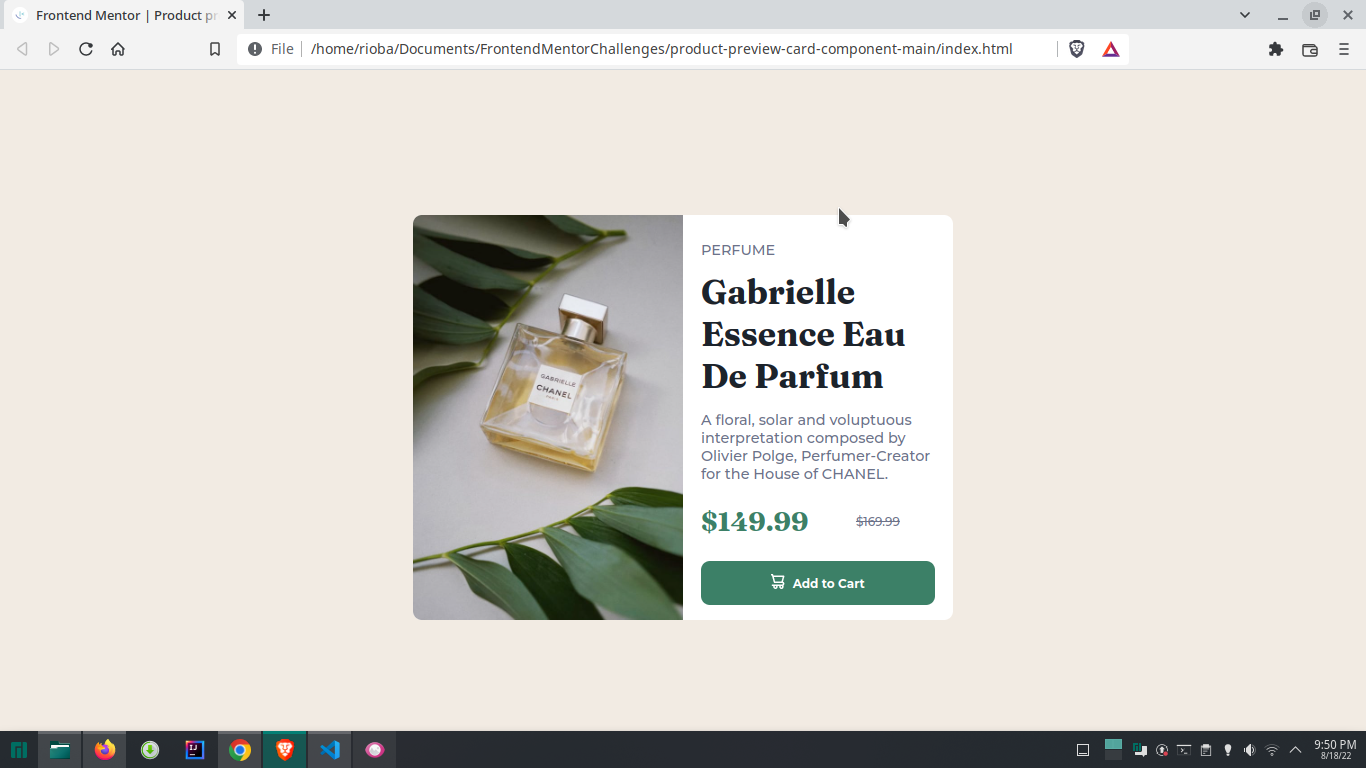 Frontend Mentor | Product pr
File
/home/rioba/Documents/FrontendMentorChallenges/product-preview-card-component-main/index.html
GABRIELLE
CHANEL
PARIS
PERFUME
Gabrielle
Essence Eau
De Parfum
A floral, solar and voluptuous
interpretation composed by
Olivier Polge, Perfumer-Creator
for the House of CHANEL.
$149.99
$169.99
Add to Cart
9:50 PM
8/18/22